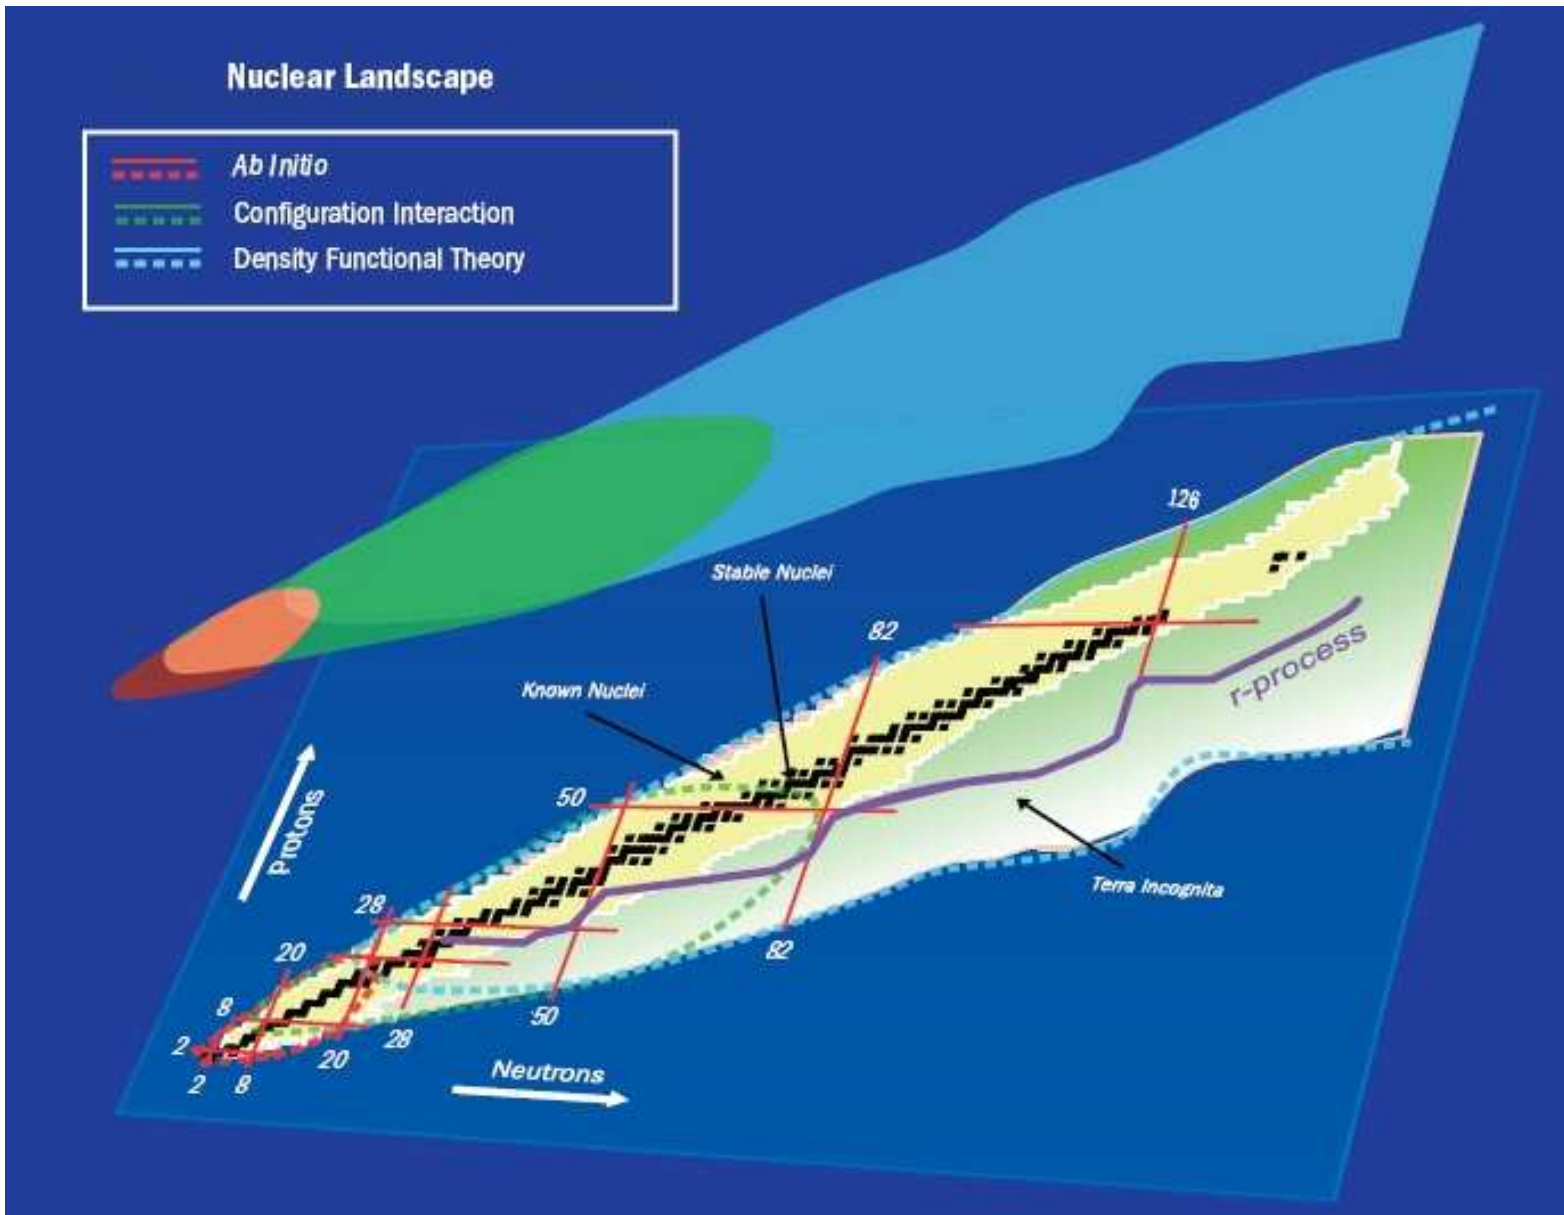 Nuclear Landscape
Ab Initio
Configuration Interaction
Density Functional Theory
126
Stable Nuclei
82
Known Nuclei
r-process
50
Protons
Terra Incognita
28
82
20
8
50
28
2
20
2
8
Neutrons